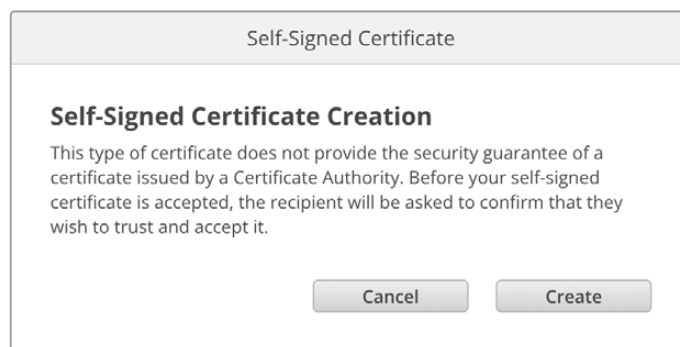 Self-Signed Certificate
Self-Signed Certificate Creation
This type of certificate does not provide the security guarantee of a
certificate issued by a Certificate Authority. Before your self-signed
certificate is accepted, the recipient will be asked to confirm that they
wish to trust and accept it.
Cancel Create